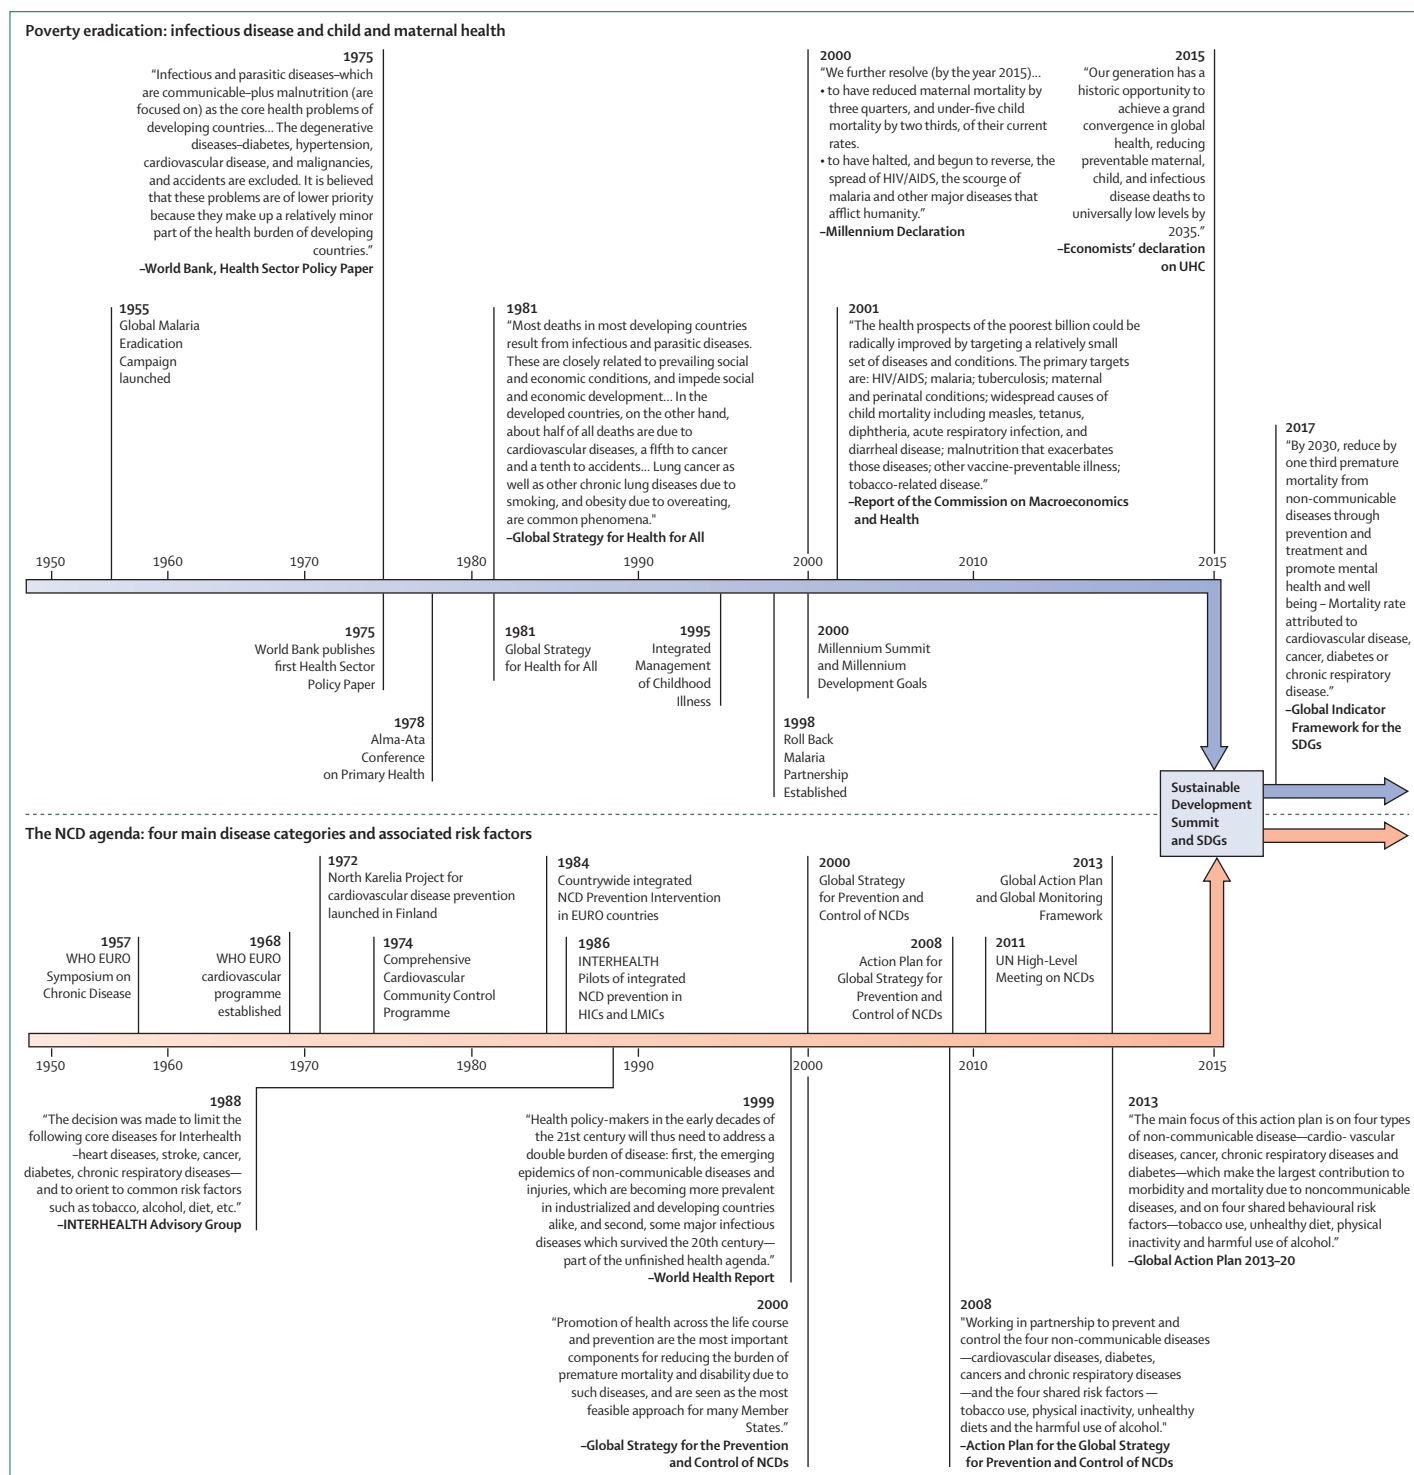 Poverty eradication: infectious disease and child and maternal health
1975
“Infectious and parasitic diseases–which
are communicable–plus malnutrition (are
focused on) as the core health problems of
developing countries... The degenerative
diseases–diabetes, hypertension,
cardiovascular disease, and malignancies,
and accidents are excluded. It is believed
that these problems are of lower priority
because they make up a relatively minor
part of the health burden of developing
countries.”
–World Bank, Health Sector Policy Paper
2000
“We further resolve (by the year 2015)...
• to have reduced maternal mortality by
three quarters, and under-five child
mortality by two thirds, of their current
rates.
• to have halted, and begun to reverse, the
spread of HIV/AIDS, the scourge of
malaria and other major diseases that
afflict humanity.”
–Millennium Declaration
2015
“Our generation has a
historic opportunity to
achieve a grand
convergence in global
health, reducing
preventable maternal,
child, and infectious
disease deaths to
universally low levels by
2035.”
–Economists’ declaration
on UHC
1955
Global Malaria
Eradication
Campaign
launched
1981
“Most deaths in most developing countries
result from infectious and parasitic diseases.
These are closely related to prevailing social
and economic conditions, and impede social
and economic development... In the
developed countries, on the other hand,
about half of all deaths are due to
cardiovascular diseases, a fifth to cancer
and a tenth to accidents... Lung cancer as
well as other chronic lung diseases due to
smoking, and obesity due to overeating,
are common phenomena."
–Global Strategy for Health for All
2001
“The health prospects of the poorest billion could be
radically improved by targeting a relatively small
set of diseases and conditions. The primary targets
are: HIV/AIDS; malaria; tuberculosis; maternal
and perinatal conditions; widespread causes of
child mortality including measles, tetanus,
diphtheria, acute respiratory infection, and
diarrheal disease; malnutrition that exacerbates
those diseases; other vaccine-preventable illness;
tobacco-related disease.”
–Report of the Commission on Macroeconomics
and Health
2017
“By 2030, reduce by
one third premature
mortality from
non-communicable
diseases through
prevention and
treatment and
promote mental
health and well
being – Mortality rate
attributed to
cardiovascular disease,
cancer, diabetes or
chronic respiratory
disease.”
–Global Indicator
Framework for the
SDGs
1950 1960 1970 1980 1990 2000 2010 2015
1975
World Bank publishes
first Health Sector
Policy Paper
1981
Global Strategy
for Health for All
1995
Integrated
Management
of Childhood
Illness
2000
Millennium Summit
and Millennium
Development Goals
1978
Alma-Ata
Conference
on Primary Health
1998
Roll Back
Malaria
Partnership
Established
Sustainable
Development
Summit
and SDGs
The NCD agenda: four main disease categories and associated risk factors
1972
North Karelia Project for
cardiovascular disease prevention
launched in Finland
1984
Countrywide integrated
NCD Prevention Intervention
in EURO countries
2000
Global Strategy
for Prevention and
Control of NCDs
2013
Global Action Plan
and Global Monitoring
Framework
1957
WHO EURO
Symposium on
Chronic Disease
1968
WHO EURO
cardiovascular
programme
established
1974
Comprehensive
Cardiovascular
Community Control
Programme
1986
INTERHEALTH
Pilots of integrated
NCD prevention in
HICs and LMICs
2008
Action Plan for
Global Strategy for
Prevention and
Control of NCDs
2011
UN High-Level
Meeting on NCDs
1950 1960 1970 1980 1990 2000 2010 2015
1988
“The decision was made to limit the
following core diseases for Interhealth
–heart diseases, stroke, cancer,
diabetes, chronic respiratory diseases—
and to orient to common risk factors
such as tobacco, alcohol, diet, etc.”
–INTERHEALTH Advisory Group
1999
“Health policy-makers in the early decades of
the 21st century will thus need to address a
double burden of disease: first, the emerging
epidemics of non-communicable diseases and
injuries, which are becoming more prevalent
in industrialized and developing countries
alike, and second, some major infectious
diseases which survived the 20th century—
part of the unfinished health agenda.”
–World Health Report
2013
“The main focus of this action plan is on four types
of non-communicable disease—cardio- vascular
diseases, cancer, chronic respiratory diseases and
diabetes—which make the largest contribution to
morbidity and mortality due to noncommunicable
diseases, and on four shared behavioural risk
factors—tobacco use, unhealthy diet, physical
inactivity and harmful use of alcohol.”
–Global Action Plan 2013–20
2000
“Promotion of health across the life course
and prevention are the most important
components for reducing the burden of
premature mortality and disability due to
such diseases, and are seen as the most
feasible approach for many Member
States.”
–Global Strategy for the Prevention
and Control of NCDs
2008
"Working in partnership to prevent and
control the four non-communicable diseases
—cardiovascular diseases, diabetes,
cancers and chronic respiratory diseases
—and the four shared risk factors —
tobacco use, physical inactivity, unhealthy
diets and the harmful use of alcohol."
–Action Plan for the Global Strategy
for Prevention and Control of NCDs